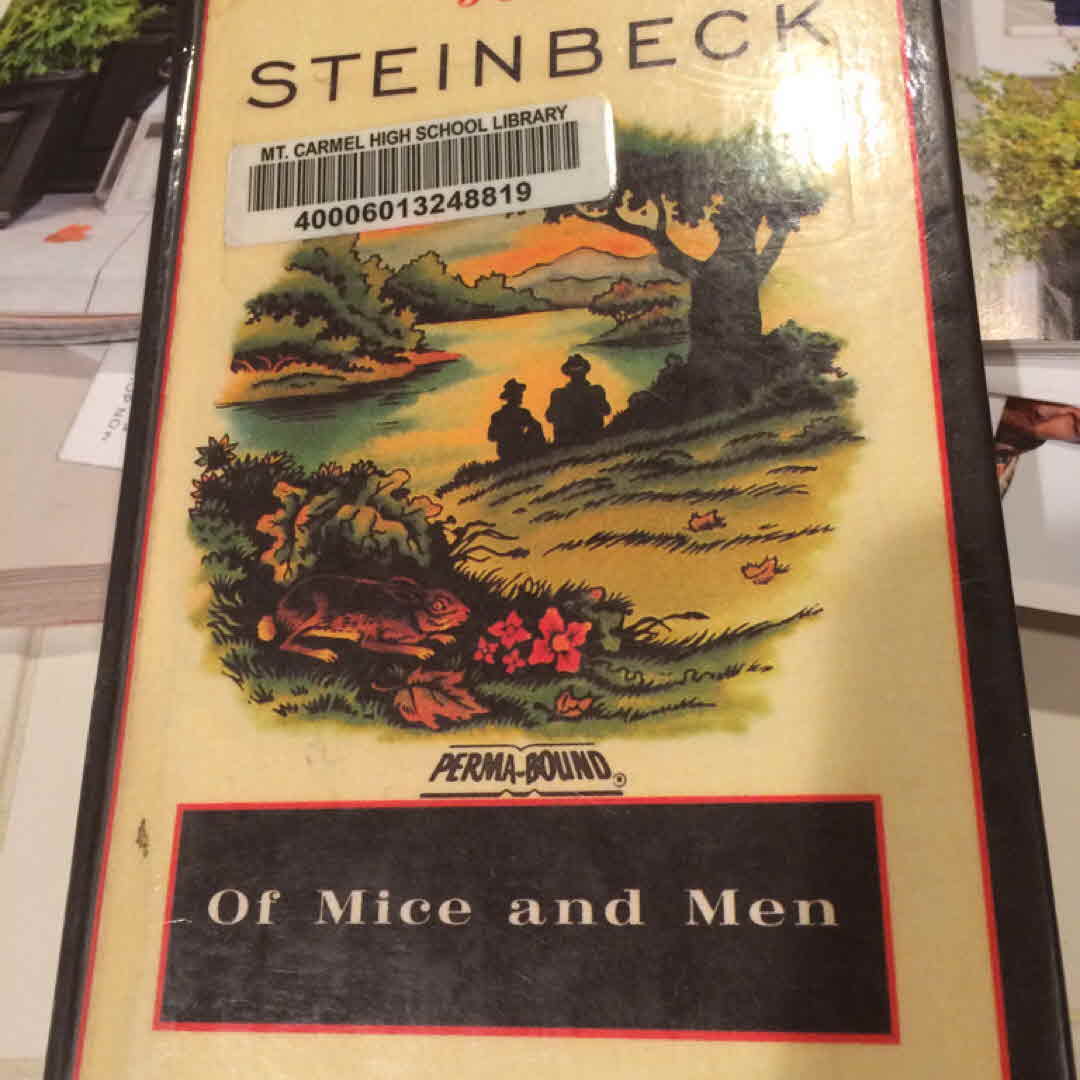 STEINBECK
MT. CARMEL HIGH SCHOOL LIBRARY
40006013248819
PERMA-BOUND®
Of Mice and Men